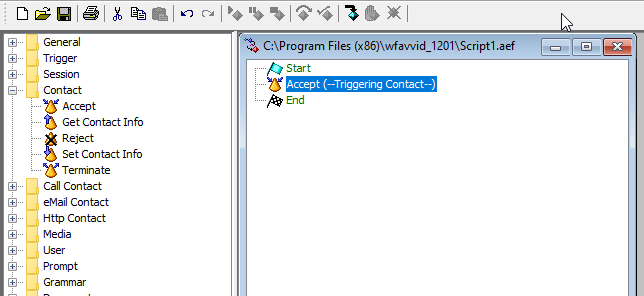 C:\Program Files (x86)\wfavvid_1201\Script1.aef
General
Trigger
Session
Contact
Accept
Get Contact Info
Reject
Set Contact Info
Terminate
Call Contact
eMail Contact
Http Contact
Media
User
Prompt
Grammar
Start
Accept (--Triggering Contact--)
End